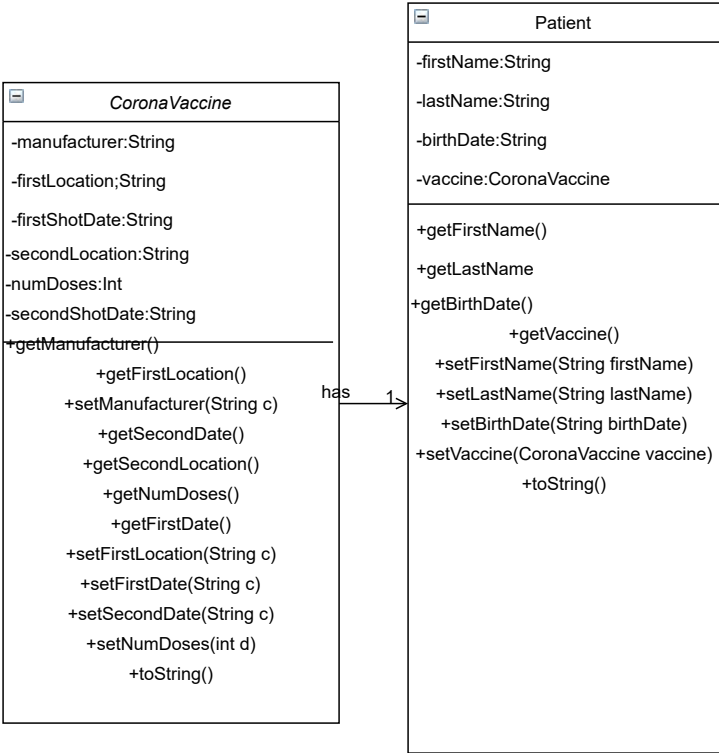 CoronaVaccine
-manufacturer:String
-firstLocation;String
-firstShotDate:String
-secondLocation:String
-numDoses:Int
-secondShotDate:String
+getManufacturer()
+getFirstLocation()
+setManufacturer(String c)
+getSecondDate()
+getSecondLocation()
+getNumDoses()
+getFirstDate()
+setFirstLocation(String c)
+setFirstDate(String c)
+setSecondDate(String c)
+setNumDoses(int d)
+toString()
has 1
Patient
-firstName:String
-lastName:String
-birthDate:String
-vaccine:CoronaVaccine
+getFirstName()
+getLastName
+getBirthDate()
+getVaccine()
+setFirstName(String firstName)
+setLastName(String lastName)
+setBirthDate(String birthDate)
+setVaccine(CoronaVaccine vaccine)
+toString()